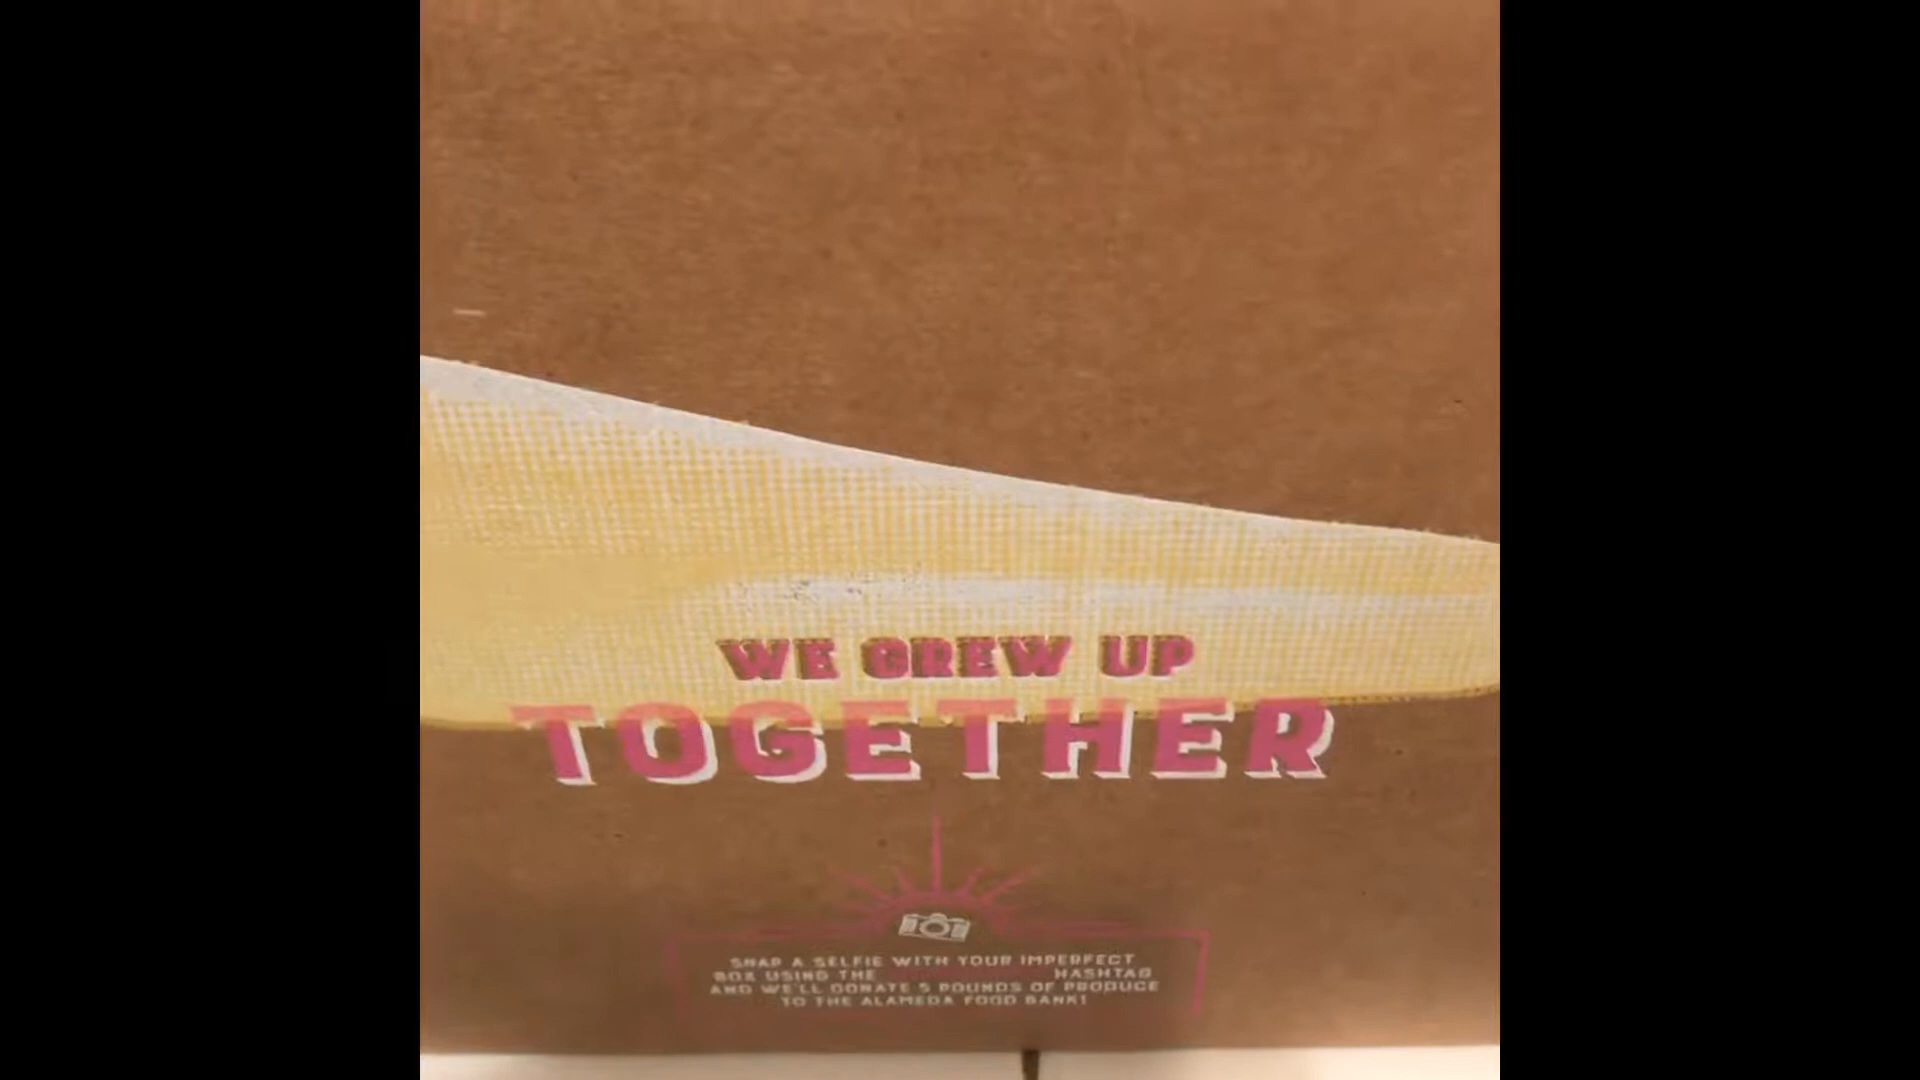 WE GREW UP
TOGETHER
SNAP A SELFIE WITH YOUR IMPERFECT
BOX USING THE HASHTAG
AND WE'LL DONATE 5 POUNDS OF PRODUCE
TO THE ALAMEDA FOOD BANK!